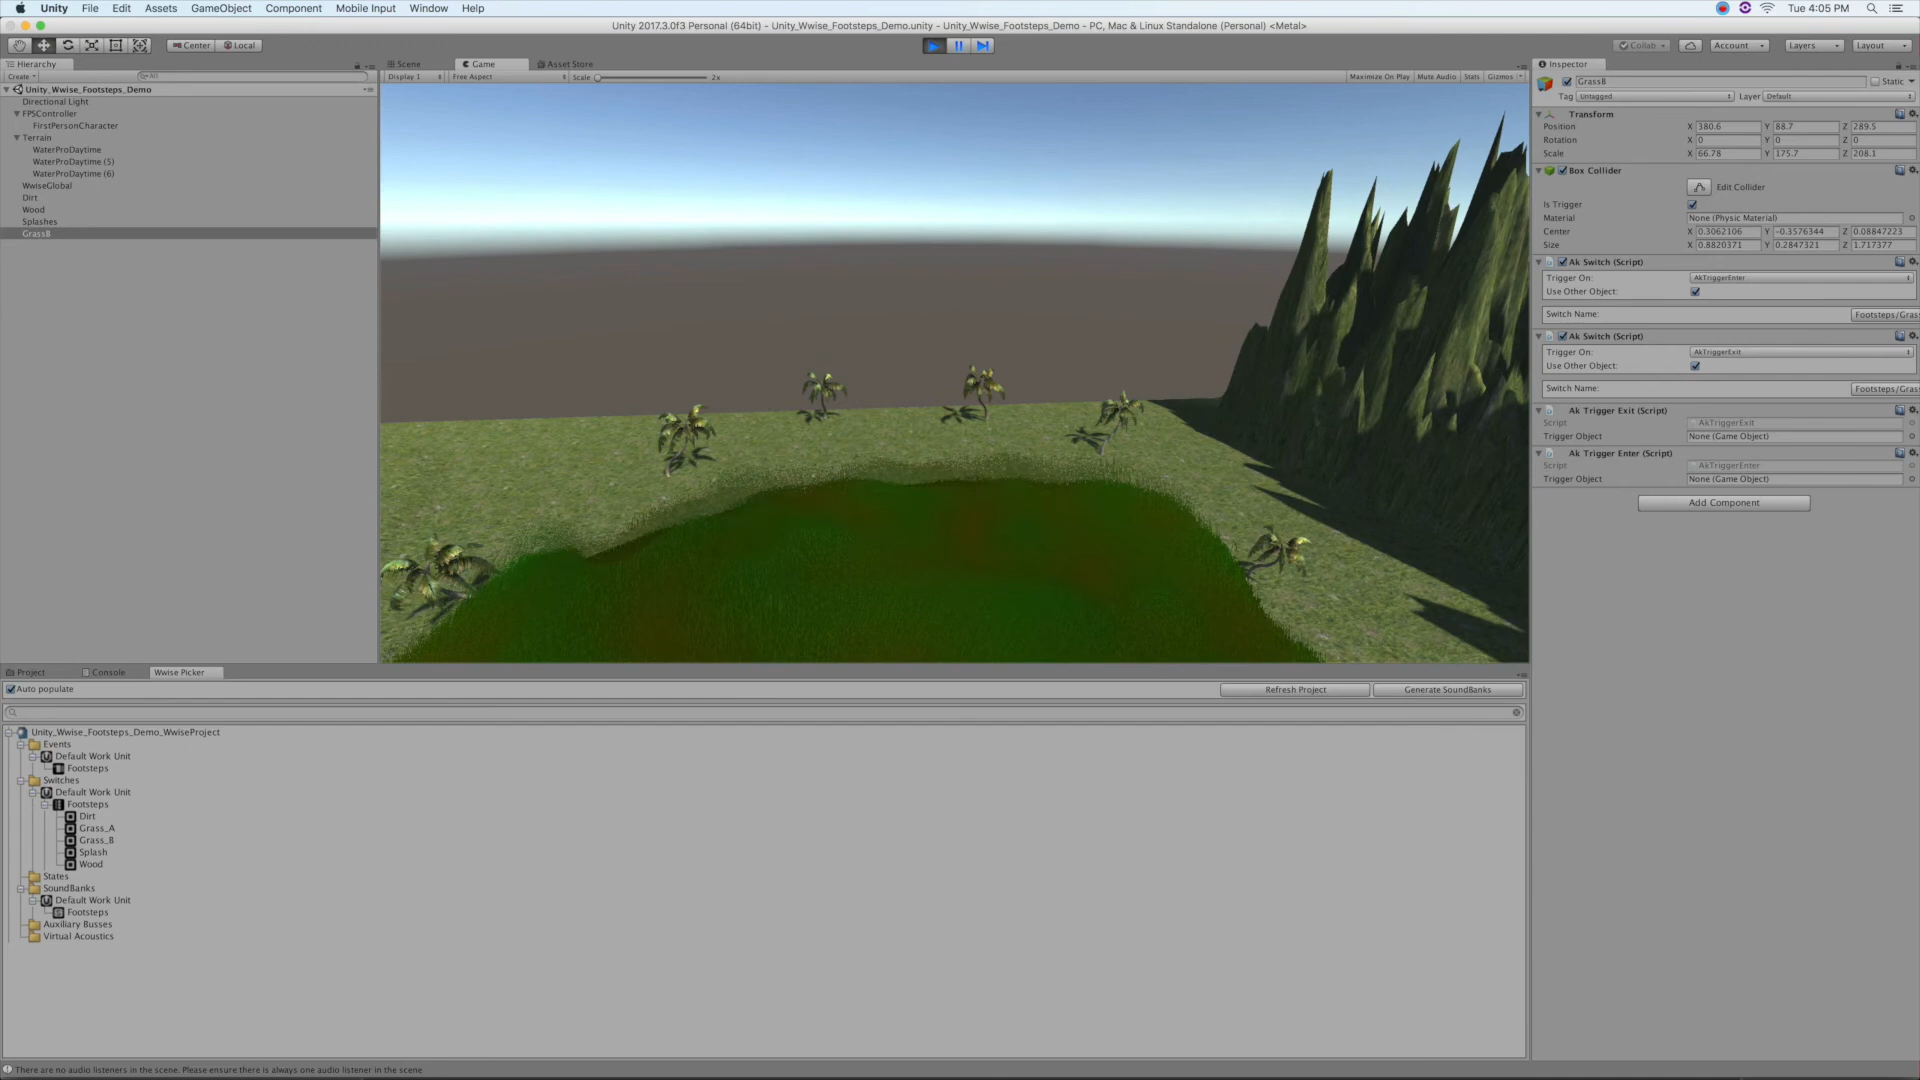 Unity File Edit Assets GameObject Component Mobile Input Window Help Tue 4:05 PM
Unity 2017.3.0f3 Personal (64bit) - Unity_Wwise_Footsteps_Demo.unity - Unity_Wwise_Footsteps_Demo - PC, Mac & Linux Standalone (Personal) <Metal>
Center Local Collab Account Layers Layout
Hierarchy Scene Game Asset Store Inspector
Create All Display 1 Free Aspect Scale 2x Maximize On Play Mute Audio Stats Gizmos
Unity_Wwise_Footsteps_Demo
Directional Light
FPSController
FirstPersonCharacter
Terrain
WaterProDaytime
WaterProDaytime (5)
WaterProDaytime (6)
WwiseGlobal
Dirt
Wood
Splashes
GrassB
GrassB Static
Tag Untagged Layer Default
Transform
Position X 380.6 Y 88.7 Z 289.5
Rotation X 0 Y 0 Z 0
Scale X 66.78 Y 175.7 Z 208.1
Box Collider
Edit Collider
Is Trigger
Material None (Physic Material)
Center X 0.3062106 Y -0.3576344 Z 0.08847223
Size X 0.8820371 Y 0.2847321 Z 1.717377
Ak Switch (Script)
Trigger On: AkTriggerEnter
Use Other Object:
Switch Name: Footsteps/Gras
Ak Switch (Script)
Trigger On: AkTriggerExit
Use Other Object:
Switch Name: Footsteps/Gras
Ak Trigger Exit (Script)
Script AkTriggerExit
Trigger Object None (Game Object)
Ak Trigger Enter (Script)
Script AkTriggerEnter
Trigger Object None (Game Object)
Add Component
Project Console Wwise Picker
Auto populate Refresh Project Generate SoundBanks
Unity_Wwise_Footsteps_Demo_WwiseProject
Events
Default Work Unit
Footsteps
Switches
Default Work Unit
Footsteps
Dirt
Grass_A
Grass_B
Splash
Wood
States
SoundBanks
Default Work Unit
Footsteps
Auxiliary Busses
Virtual Acoustics
There are no audio listeners in the scene. Please ensure there is always one audio listener in the scene